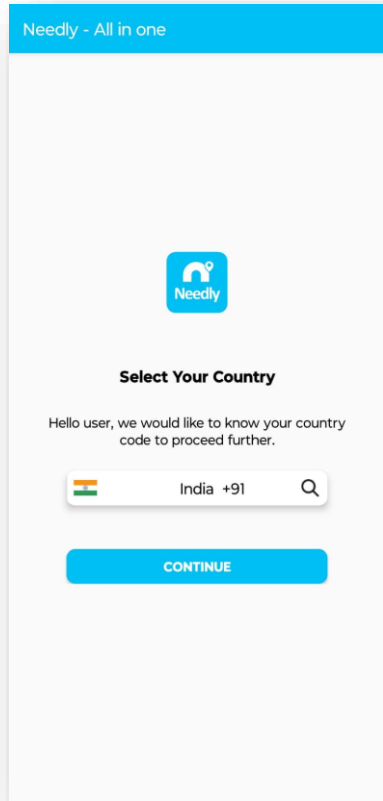 Needly - All in one
Needly
Select Your Country
Hello user, we would like to know your country
code to proceed further.
India +91
CONTINUE